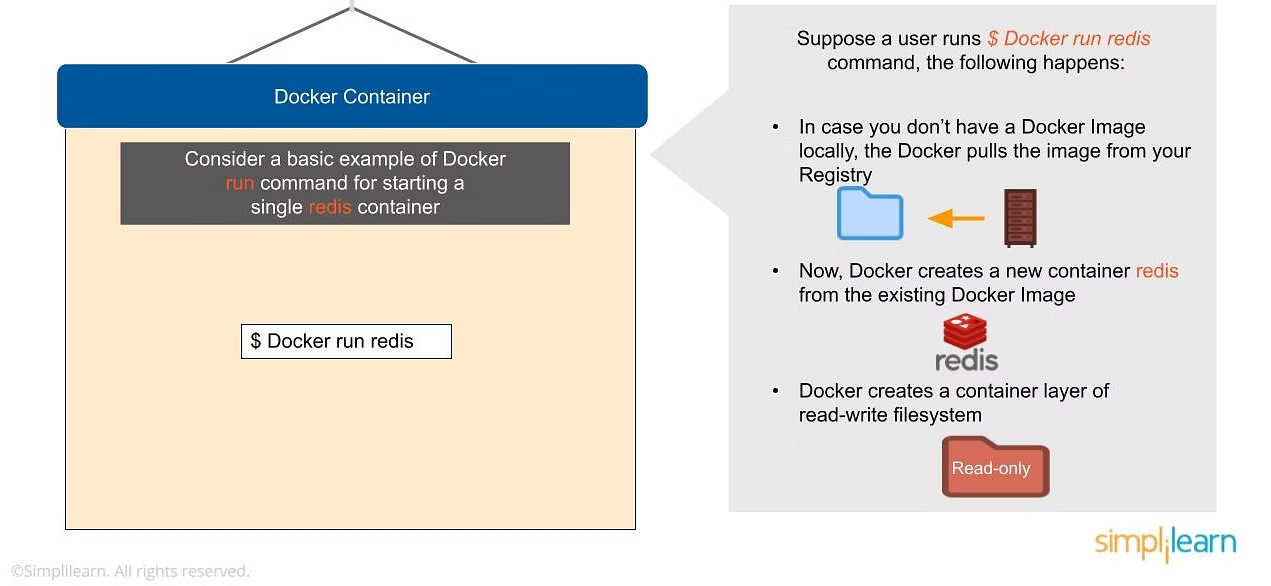 Docker Container
Consider a basic example of Docker
run command for starting a
single redis container
$ Docker run redis
Suppose a user runs $ Docker run redis
command, the following happens:
• In case you don’t have a Docker Image
locally, the Docker pulls the image from your
Registry
• Now, Docker creates a new container redis
from the existing Docker Image
redis
• Docker creates a container layer of
read-write filesystem
Read-only
simplilearn
©Simplilearn. All rights reserved.